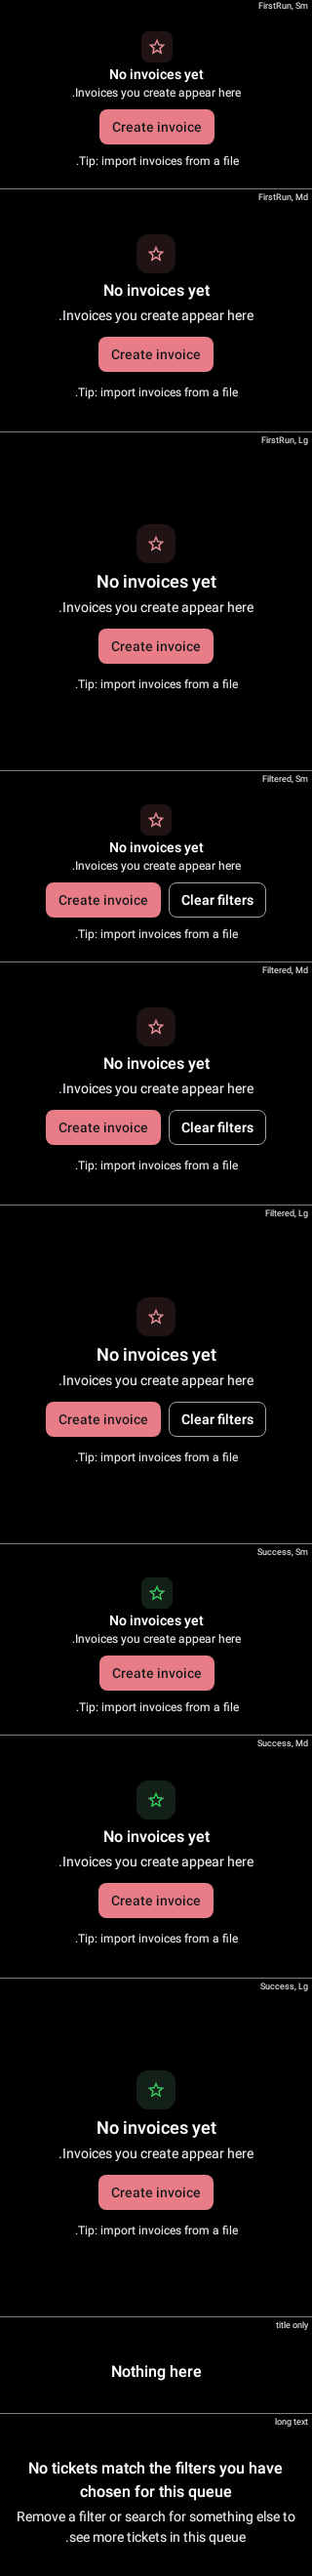 FirstRun, Sm
No invoices yet
.Invoices you create appear here
Create invoice
.Tip: import invoices from a file
FirstRun, Md
No invoices yet
.Invoices you create appear here
Create invoice
.Tip: import invoices from a file
FirstRun, Lg
No invoices yet
.Invoices you create appear here
Create invoice
.Tip: import invoices from a file
Filtered, Sm
No invoices yet
.Invoices you create appear here
Create invoice Clear filters
.Tip: import invoices from a file
Filtered, Md
No invoices yet
.Invoices you create appear here
Create invoice Clear filters
.Tip: import invoices from a file
Filtered, Lg
No invoices yet
.Invoices you create appear here
Create invoice Clear filters
.Tip: import invoices from a file
Success, Sm
No invoices yet
.Invoices you create appear here
Create invoice
.Tip: import invoices from a file
Success, Md
No invoices yet
.Invoices you create appear here
Create invoice
.Tip: import invoices from a file
Success, Lg
No invoices yet
.Invoices you create appear here
Create invoice
.Tip: import invoices from a file
title only
Nothing here
long text
No tickets match the filters you have
chosen for this queue
Remove a filter or search for something else to
.see more tickets in this queue